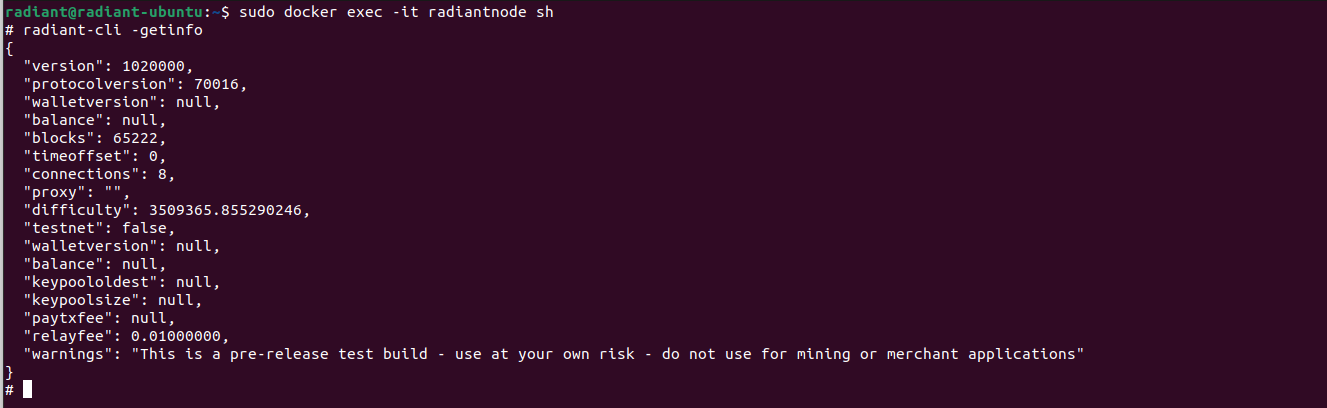 radiant@radiant-ubuntu:~$ sudo docker exec -it radiantnode sh
# radiant-cli -getinfo
{
  "version": 1020000,
  "protocolversion": 70016,
  "walletversion": null,
  "balance": null,
  "blocks": 65222,
  "timeoffset": 0,
  "connections": 8,
  "proxy": "",
  "difficulty": 3509365.855290246,
  "testnet": false,
  "walletversion": null,
  "balance": null,
  "keypoololdest": null,
  "keypoolsize": null,
  "paytxfee": null,
  "relayfee": 0.01000000,
  "warnings": "This is a pre-release test build - use at your own risk - do not use for mining or merchant applications"
}
#